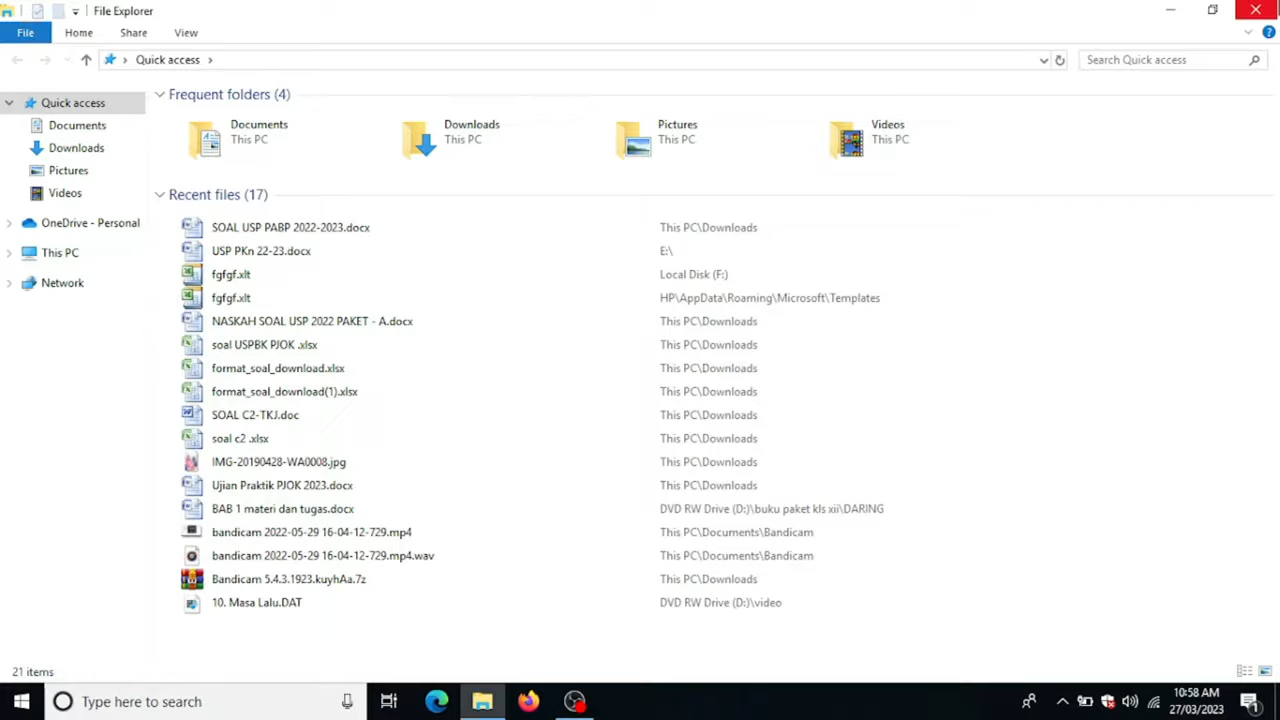 File Explorer
File Home Share View
Quick access Search Quick access
Quick access
Documents
Downloads
Pictures
Videos
OneDrive - Personal
This PC
Network
Frequent folders (4)
Documents
This PC
Downloads
This PC
Pictures
This PC
Videos
This PC
Recent files (17)
SOAL USP PABP 2022-2023.docx This PC\Downloads
USP PKn 22-23.docx E:\
fgfgf.xlt Local Disk (F:)
fgfgf.xlt HP\AppData\Roaming\Microsoft\Templates
NASKAH SOAL USP 2022 PAKET - A.docx This PC\Downloads
soal USPBK PJOK .xlsx This PC\Downloads
format_soal_download.xlsx This PC\Downloads
format_soal_download(1).xlsx This PC\Downloads
SOAL C2-TKJ.doc This PC\Downloads
soal c2 .xlsx This PC\Downloads
IMG-20190428-WA0008.jpg This PC\Downloads
Ujian Praktik PJOK 2023.docx This PC\Downloads
BAB 1 materi dan tugas.docx DVD RW Drive (D:)\buku paket kls xii\DARING
bandicam 2022-05-29 16-04-12-729.mp4 This PC\Documents\Bandicam
bandicam 2022-05-29 16-04-12-729.mp4.wav This PC\Documents\Bandicam
Bandicam 5.4.3.1923.kuyhAa.7z This PC\Downloads
10. Masa Lalu.DAT DVD RW Drive (D:)\video
21 items
Type here to search
10:58 AM
27/03/2023
1